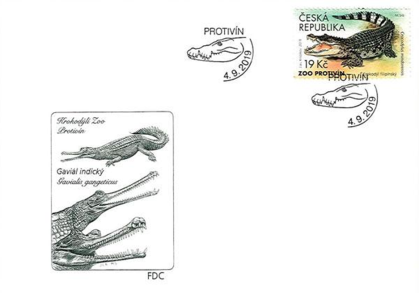 PROTIVÍN
4.9.2019
ČESKÁ
REPUBLIKA
19 Kč
ZOO PROTIVÍN
PROTIVÍN
4.9.2019
Krokodýlí Zoo
Protivín
Gaviál indický
Gavialis gangeticus
FDC